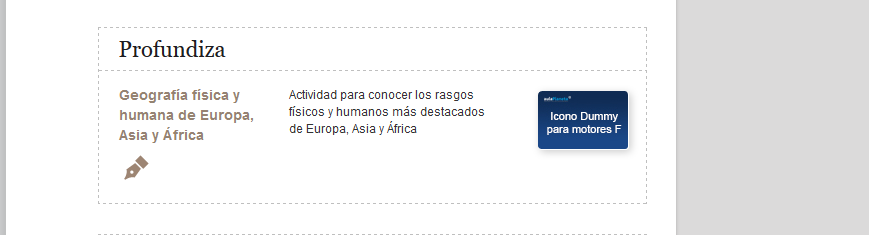 Profundiza
Geografía física y
humana de Europa,
Asia y África
Actividad para conocer los rasgos
físicos y humanos más destacados
de Europa, Asia y África
aulaPlaneta
Icono Dummy
para motores F